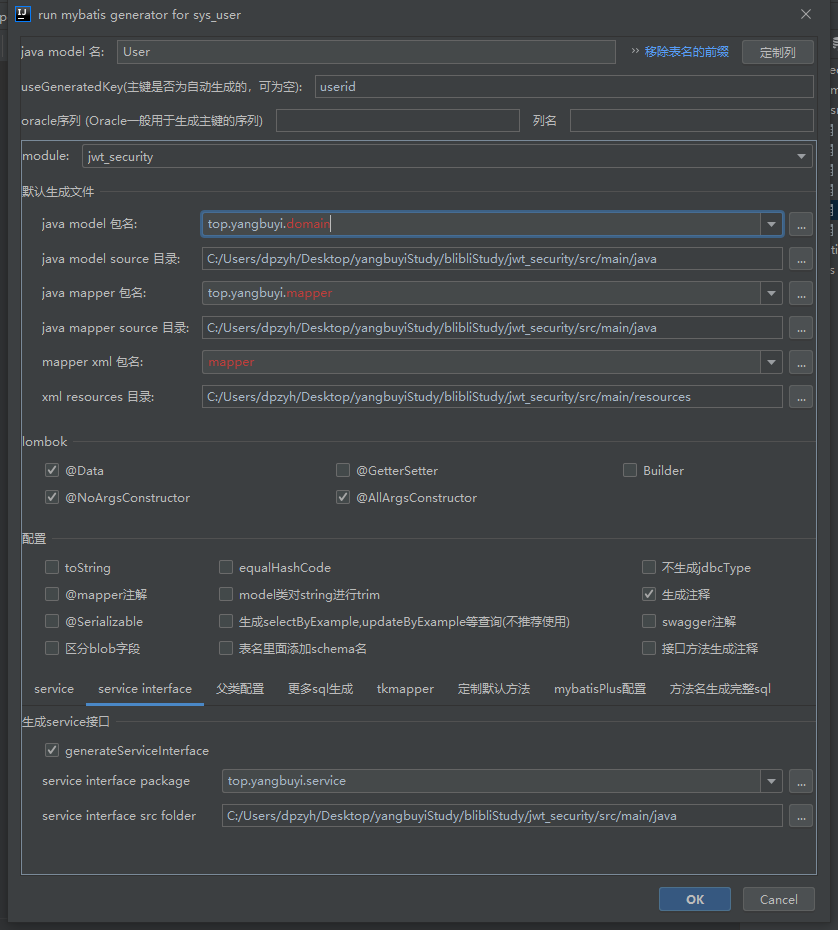 run mybatis generator for sys_user
java model 名:
User
›› 移除表名的前缀
定制列
useGeneratedKey(主键是否为自动生成的，可为空):
userid
oracle序列 (Oracle一般用于生成主键的序列)
列名
module:
jwt_security
默认生成文件
java model 包名:
top.yangbuyi.domain
...
java model source 目录:
C:/Users/dpzyh/Desktop/yangbuyiStudy/blibliStudy/jwt_security/src/main/java
...
java mapper 包名:
top.yangbuyi.mapper
...
java mapper source 目录:
C:/Users/dpzyh/Desktop/yangbuyiStudy/blibliStudy/jwt_security/src/main/java
...
mapper xml 包名:
mapper
...
xml resources 目录:
C:/Users/dpzyh/Desktop/yangbuyiStudy/blibliStudy/jwt_security/src/main/resources
...
lombok
@Data
@GetterSetter
Builder
@NoArgsConstructor
@AllArgsConstructor
配置
toString
equalHashCode
不生成jdbcType
@mapper注解
model类对string进行trim
生成注释
@Serializable
生成selectByExample,updateByExample等查询(不推荐使用)
swagger注解
区分blob字段
表名里面添加schema名
接口方法生成注释
service
service interface
父类配置
更多sql生成
tkmapper
定制默认方法
mybatisPlus配置
方法名生成完整sql
生成service接口
generateServiceInterface
service interface package
top.yangbuyi.service
...
service interface src folder
C:/Users/dpzyh/Desktop/yangbuyiStudy/blibliStudy/jwt_security/src/main/java
...
OK
Cancel